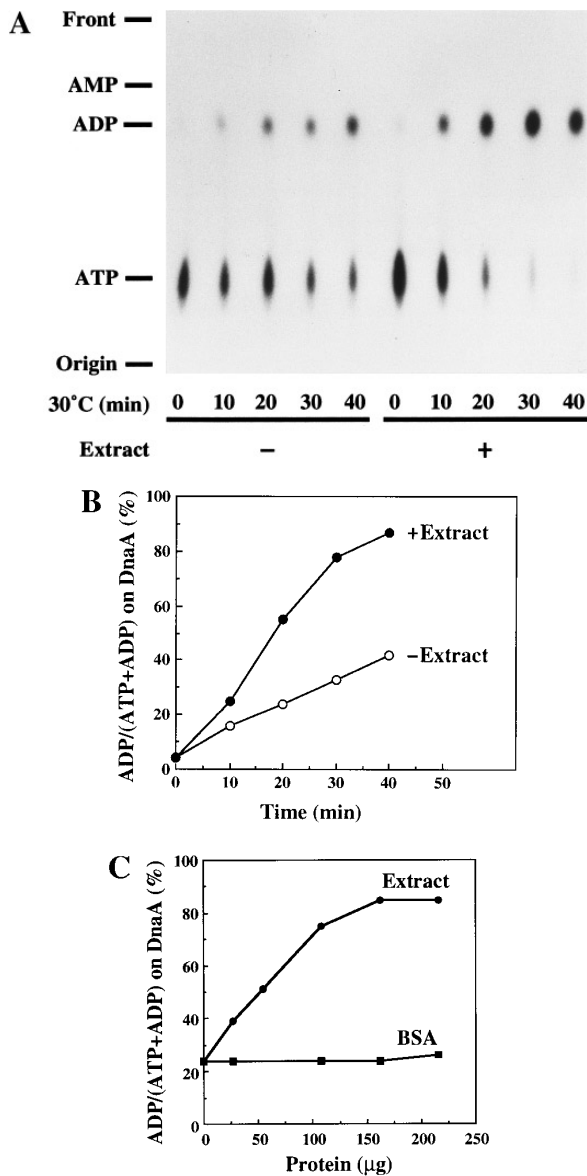 A
Front
AMP
ADP
ATP
Origin
30°C (min) 0 10 20 30 40 0 10 20 30 40
Extract − +
B
ADP/(ATP+ADP) on DnaA (%)
100
80
60
40
20
0
+Extract
−Extract
0 10 20 30 40 50
Time (min)
C
ADP/(ATP+ADP) on DnaA (%)
100
80
60
40
20
0
Extract
BSA
0 50 100 150 200 250
Protein (μg)